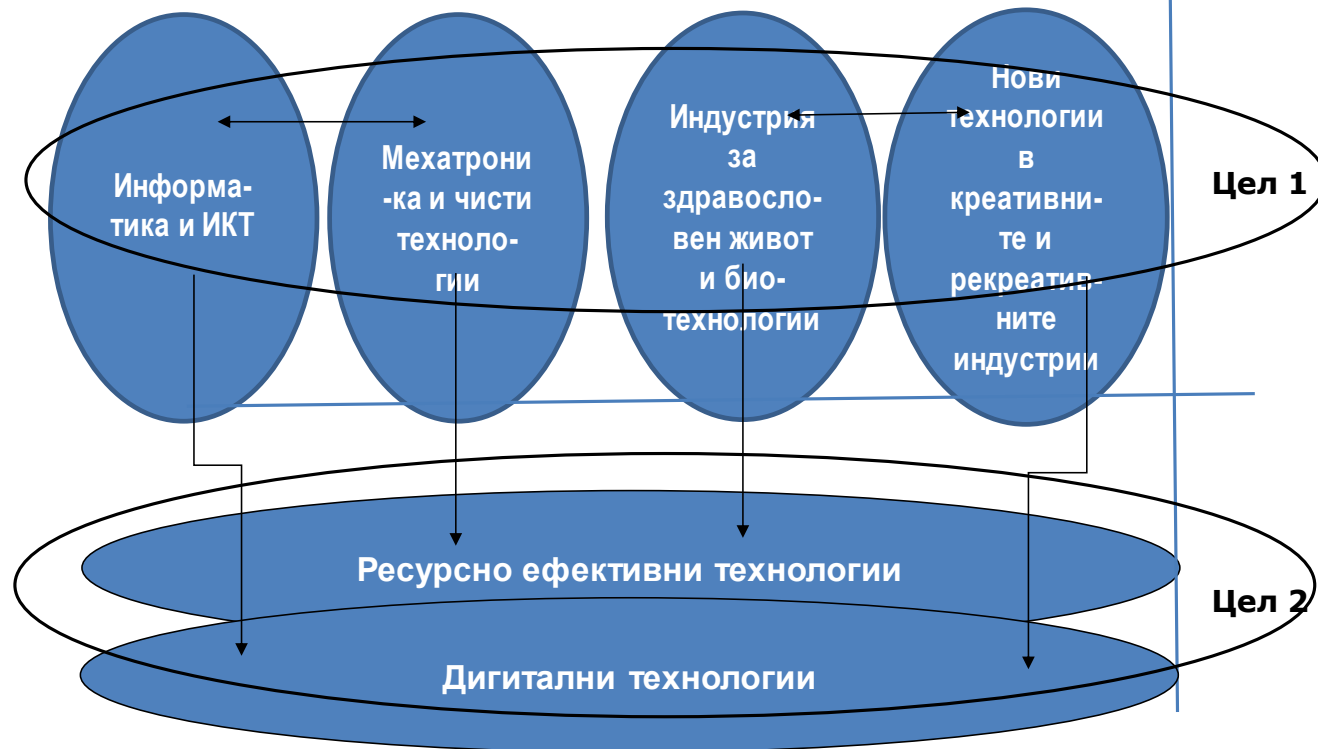 Информа-
тика и ИКТ
Мехатрони
-ка и чисти
техноло-
гии
Индустрия
за
здравосло-
вен живот
и био-
технологии
Нови
технологии
в
креативни-
те и
рекреатив-
ните
индустрии
Цел 1
Ресурсно ефективни технологии
Цел 2
Дигитални технологии